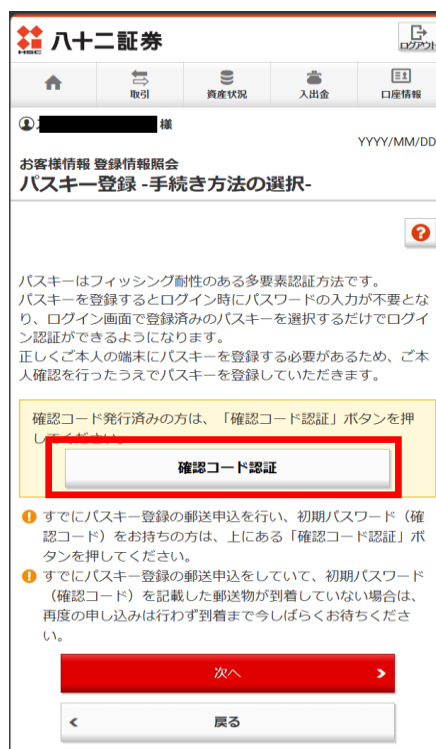 八十二証券
HSC
ログアウト
取引
資産状況
入出金
口座情報
様
YYYY/MM/DD
お客様情報 登録情報照会
パスキー登録 -手続き方法の選択-
パスキーはフィッシング耐性のある多要素認証方法です。
パスキーを登録するとログイン時にパスワードの入力が不要とな
り、ログイン画面で登録済みのパスキーを選択するだけでログイ
ン認証ができるようになります。
正しくご本人の端末にパスキーを登録する必要があるため、ご本
人確認を行ったうえでパスキーを登録していただきます。
確認コード発行済みの方は、「確認コード認証」ボタンを押
してください。
確認コード認証
すでにパスキー登録の郵送申込を行い、初期パスワード（確
認コード）をお持ちの方は、上にある「確認コード認証」ボ
タンを押してください。
すでにパスキー登録の郵送申込をしていて、初期パスワード
（確認コード）を記載した郵送物が到着していない場合は、
再度の申し込みは行わず到着まで今しばらくお待ちくださ
い。
次へ
戻る